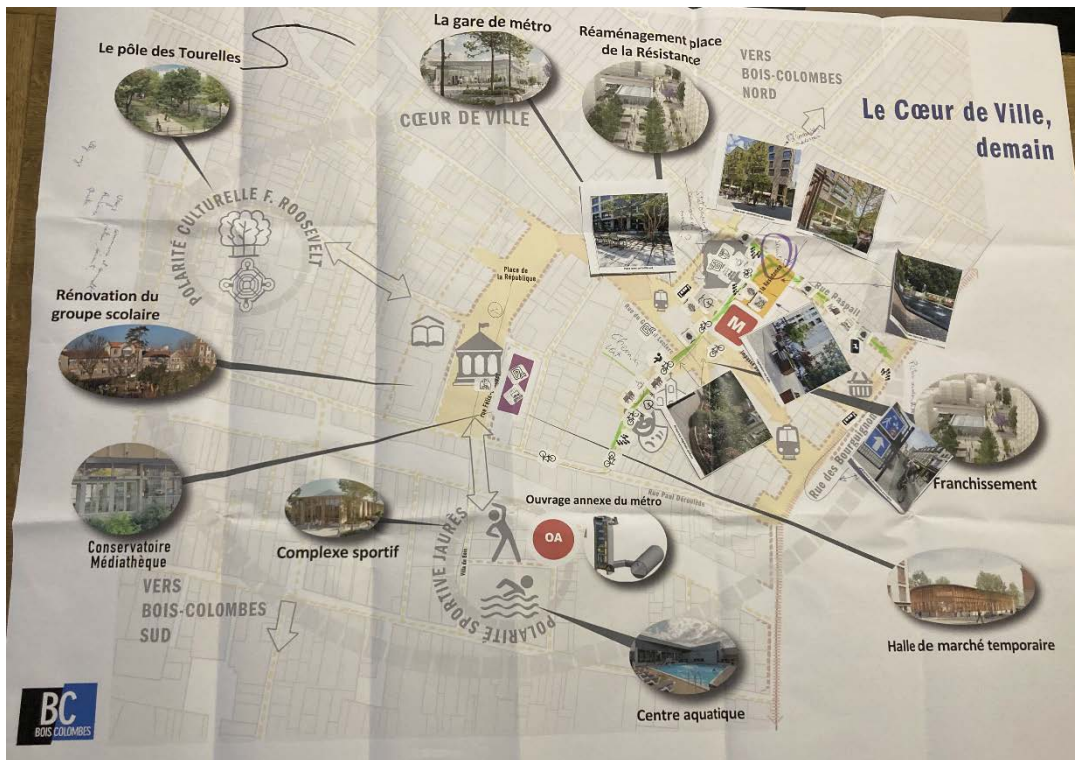 Le pôle des Tourelles
La gare de métro
Réaménagement place
de la Résistance
VERS
BOIS-COLOMBES
NORD
Le Cœur de Ville,
demain
CŒUR DE VILLE
POLARITÉ CULTURELLE F. ROOSEVELT
Place de
la République
Rue Raspail
M
Rénovation du
groupe scolaire
Chemin
Rue des Bourguignons
Franchissement
Rue Paul Déroulède
Conservatoire
Médiathèque
Complexe sportif
Ouvrage annexe du métro
OA
POLARITÉ SPORTIVE JAURÈS
VERS
BOIS-COLOMBES
SUD
Halle de marché temporaire
Centre aquatique
BC
BOIS COLOMBES